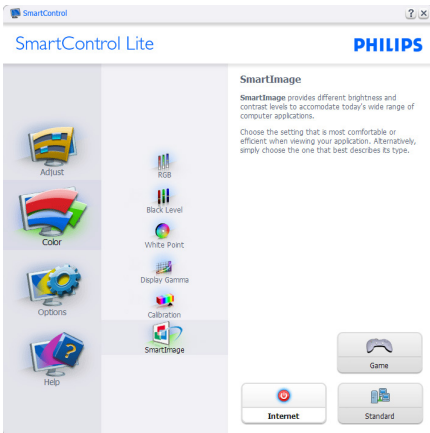 SmartControl
SmartControl Lite
PHILIPS
Adjust
Color
Options
Help
RGB
Black Level
White Point
Display Gamma
Calibration
SmartImage
SmartImage
SmartImage provides different brightness and
contrast levels to accomodate today's wide range of
computer applications.
Choose the setting that is most comfortable or
efficient when viewing your application. Alternatively,
simply choose the one that best describes its type.
Game
Internet
Standard